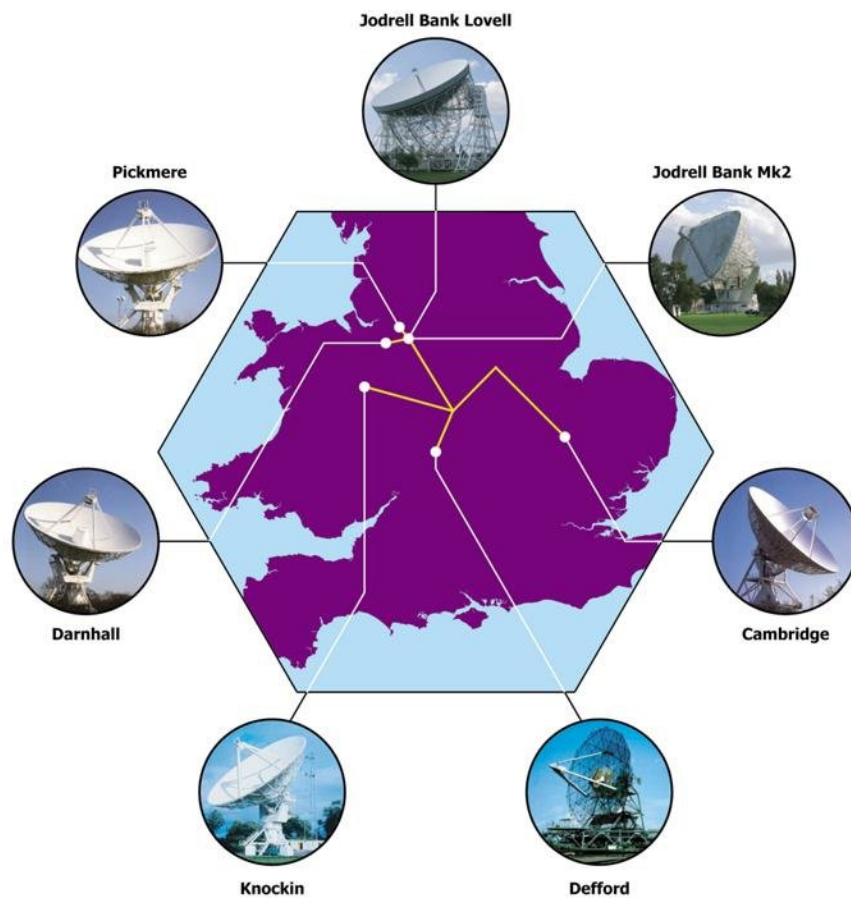 Jodrell Bank Lovell
Pickmere
Jodrell Bank Mk2
Darnhall
Cambridge
Knockin
Defford